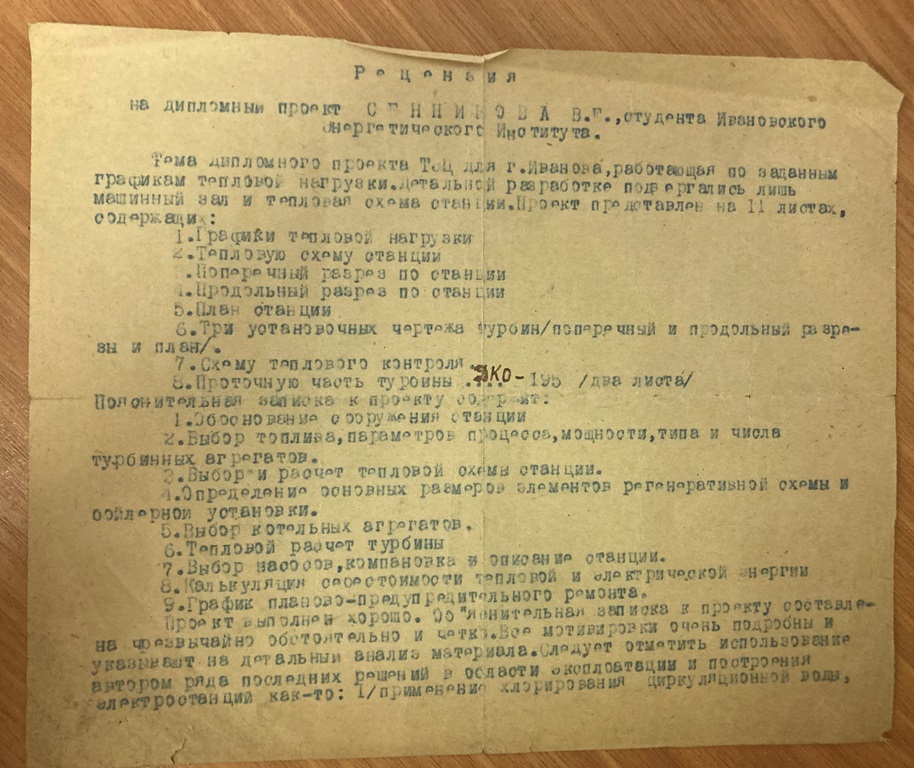 Рецензия
на дипломный проект СЕННИКОВА В.Г., студента Ивановского
Энергетического Института.
Тема дипломного проекта ТЭЦ для г.Иванова,работающая по заданным
графикам тепловой нагрузки.Детальной разработке подвергались лишь
машинный зал и тепловая схема станции.Проект представлен на 11 листах,
содержащих:
1.Графики тепловой нагрузки
2.Тепловую схему станции
3.Поперечный разрез по станции
4.Продольный разрез по станции
5.План станции
6.Три установочных чертежа турбин/поперечный и продольный разре-
зы и план/.
7.Схему теплового контроля
8.Проточную часть турбины ЭКО-195 /два листа/
Пояснительная записка к проекту содержит:
1.Обоснование сооружения станции
2.Выбор топлива,параметров процесса,мощности,типа и числа
турбинных агрегатов.
3.Выбор и расчет тепловой схемы станции.
4.Определение основных размеров элементов регенеративной схемы и
бойлерной установки.
5.Выбор котельных агрегатов.
6.Тепловой расчет турбины
7.Выбор насосов,компановка и описание станции.
8.Калькуляция себестоимости тепловой и электрической энергии
9.График планово-предупредительного ремонта.
Проект выполнен хорошо. Об"яснительная записка к проекту составле-
на чрезвычайно обстоятельно и четко.Все мотивировки очень подробны и
указывают на детальный анализ материала.Следует отметить использование
автором ряда последних решений в области эксплоатации и построения
электростанций как-то: 1/применение хлорирования циркуляционной воды,